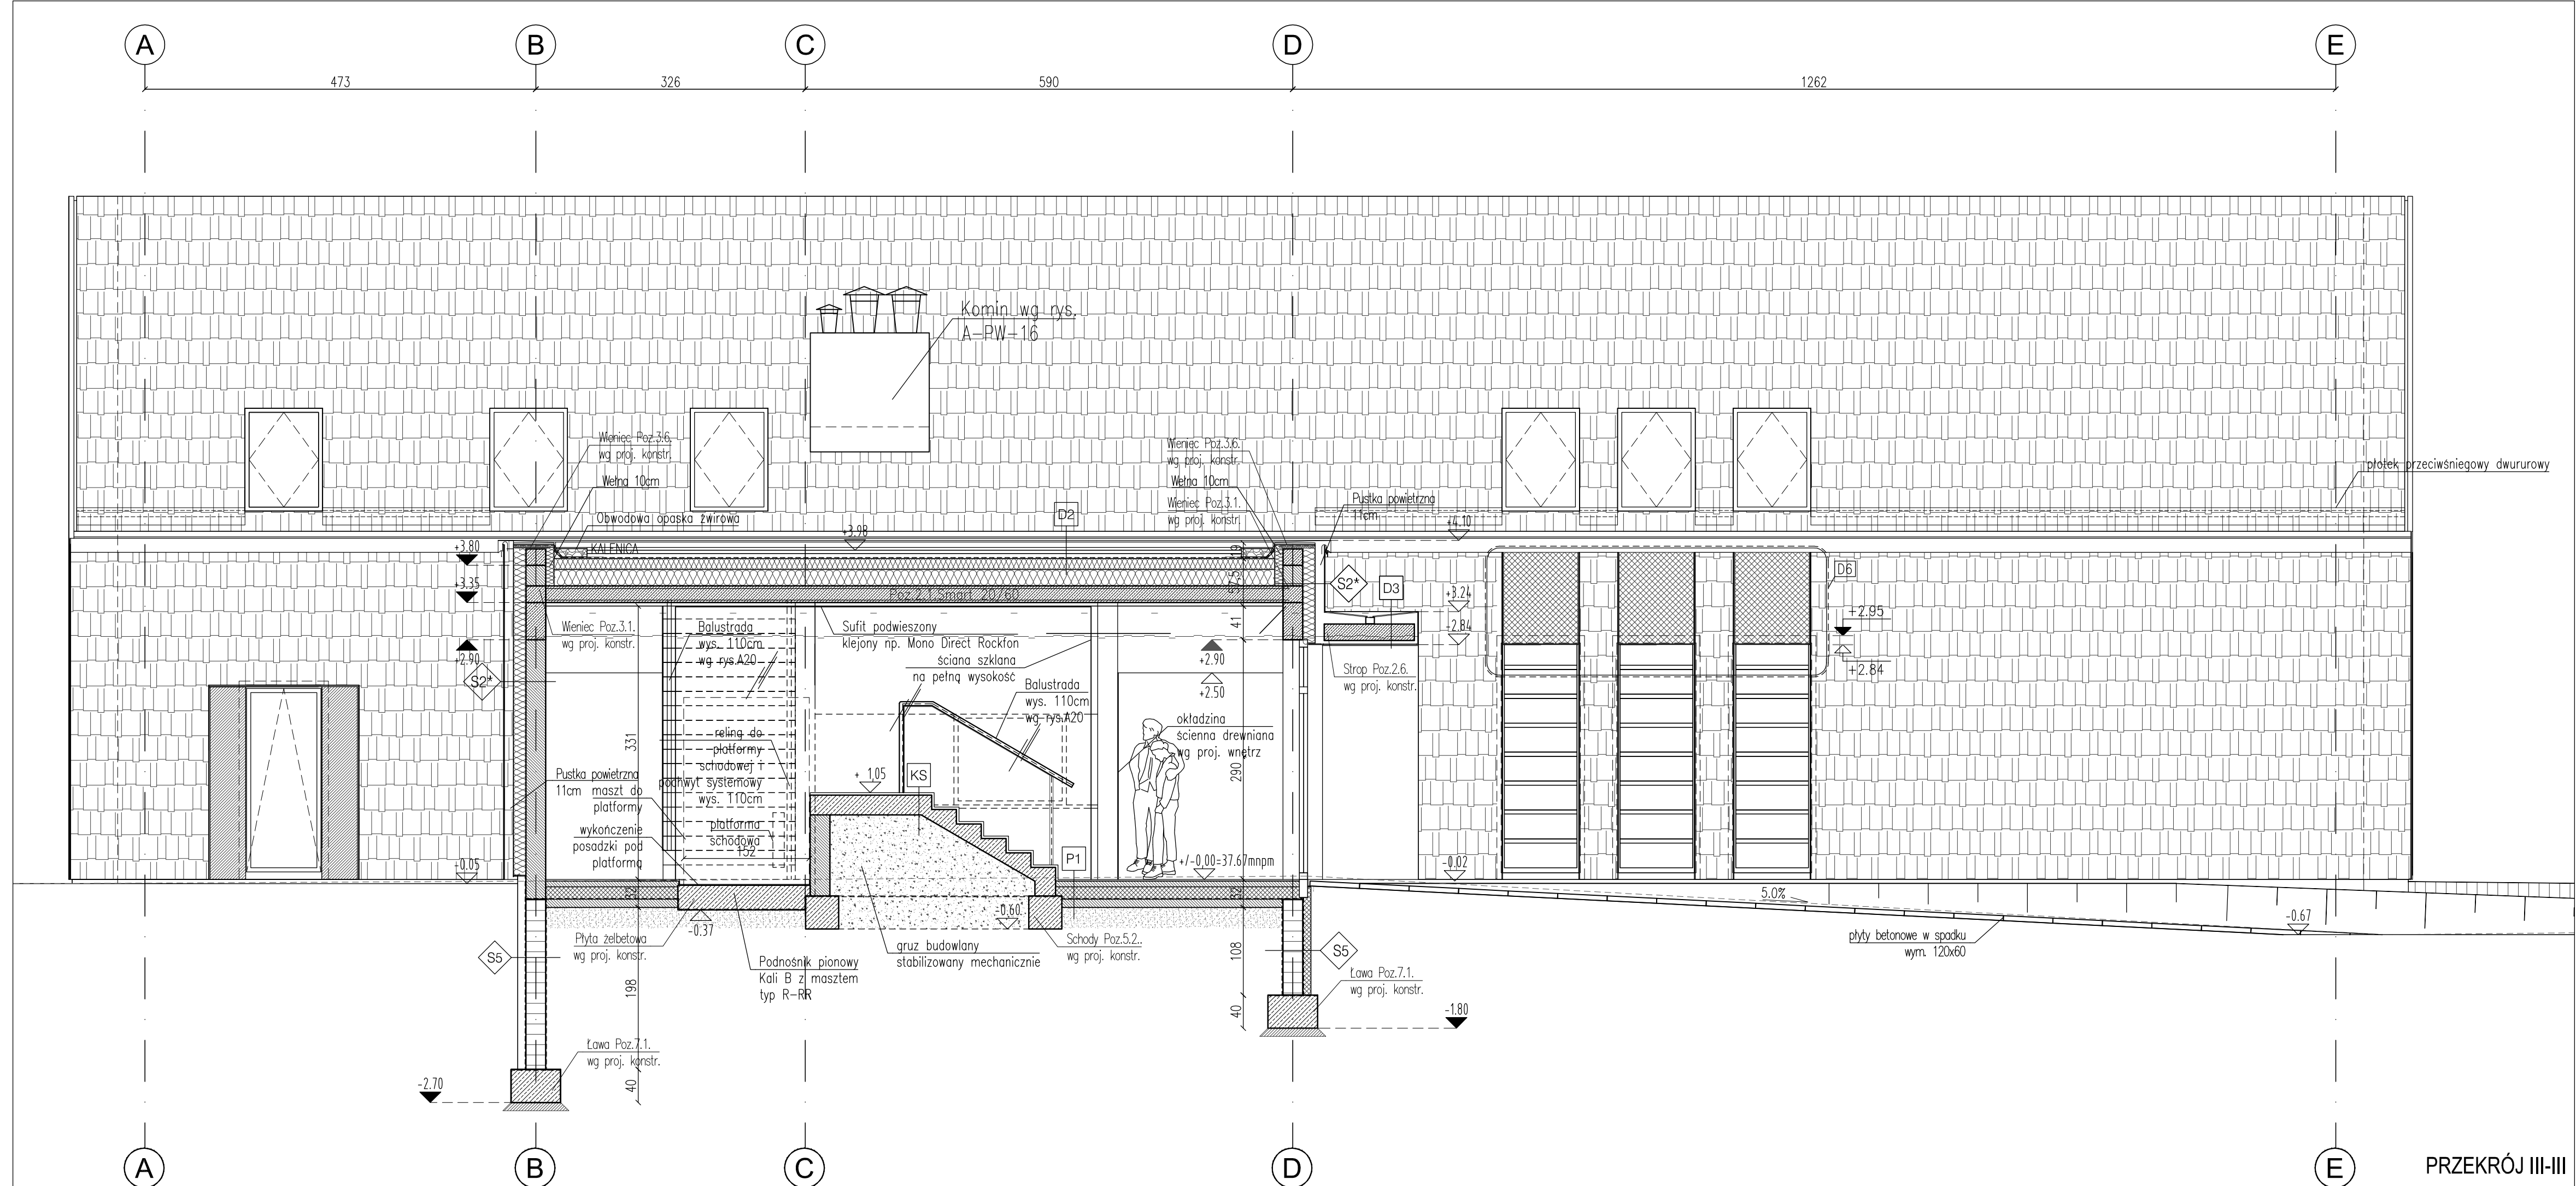 A
B
C
D
E
473
326
590
1262
Komin wg rys.
A-PW-16
Wieniec Poz.3.6.
wg proj. konstr.
Wełna 10cm
Obwodowa opaska żwirowa
KALENICA
+3.98
D2
Wieniec Poz.3.6.
wg proj. konstr.
Wełna 10cm
Wieniec Poz.3.1.
wg proj. konstr.
Pustka powietrzna
11cm
+4.10
płotek przeciwśniegowy dwururowy
+3.80
+3.35
+2.90
S2*
Poz.2.1.Smart 20/60
19
57,5
41
S2*
D3
+3.24
-2.84
D6
+2.95
+2.84
Wieniec Poz.3.1.
wg proj. konstr.
Balustrada
wys. 110cm
wg rys.A20
Sufit podwieszony
klejony np. Mono Direct Rockfon
ściana szklana
na pełną wysokość
Balustrada
wys. 110cm
wg rys.A20
+2.90
+2.50
Strop Poz.2.6.
wg proj. konstr.
okładzina
ścienna drewniana
wg proj. wnętrz
331
290
reling do
platformy
schodowej i
pochwyt systemowy
wys. 110cm
Pustka powietrzna
11cm
maszt do
platformy
+ 1,05
KS
wykończenie
posadzki pod
platformą
platforma
schodowa
152
P1
+/-0,00=37.67mnpm
-0.05
-0.02
32
32
5.0%
-0.67
płyty betonowe w spadku
wym. 120x60
-0.37
-0.60
Płyta żelbetowa
wg proj. konstr.
gruz budowlany
stabilizowany mechanicznie
Schody Poz.5.2..
wg proj. konstr.
Podnośnik pionowy
Kali B z masztem
typ R-RR
S5
S5
198
108
40
40
Ława Poz.7.1.
wg proj. konstr.
-1.80
Ława Poz.7.1.
wg proj. konstr.
-2.70
A
B
C
D
E
PRZEKRÓJ III-III